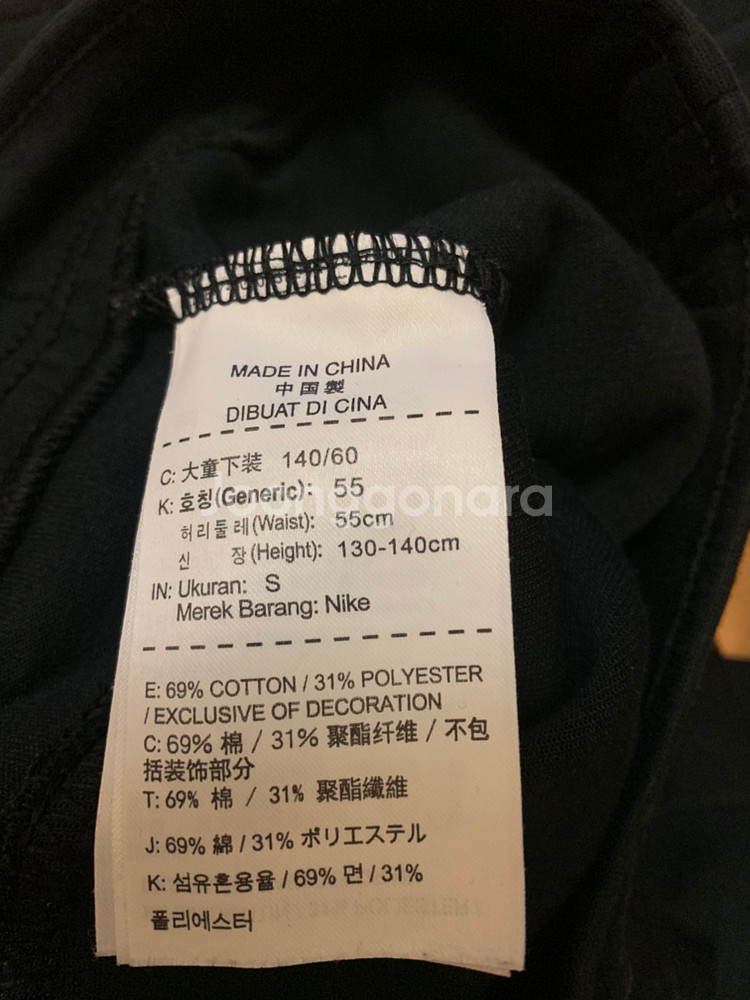 MADE IN CHINA
中国製
DIBUAT DI CINA
C: 大童下装 140/60
K: 호칭(Generic): 55
허리둘레(Waist): 55cm
신 장(Height): 130-140cm
IN: Ukuran: S
Merek Barang: Nike
E: 69% COTTON / 31% POLYESTER
/ EXCLUSIVE OF DECORATION
C: 69% 棉 / 31% 聚酯纤维 / 不包
括装饰部分
T: 69% 棉 / 31% 聚酯纖維
J: 69% 綿 / 31% ポリエステル
K: 섬유혼용율 / 69% 면 / 31%
폴리에스터
Joonggonara